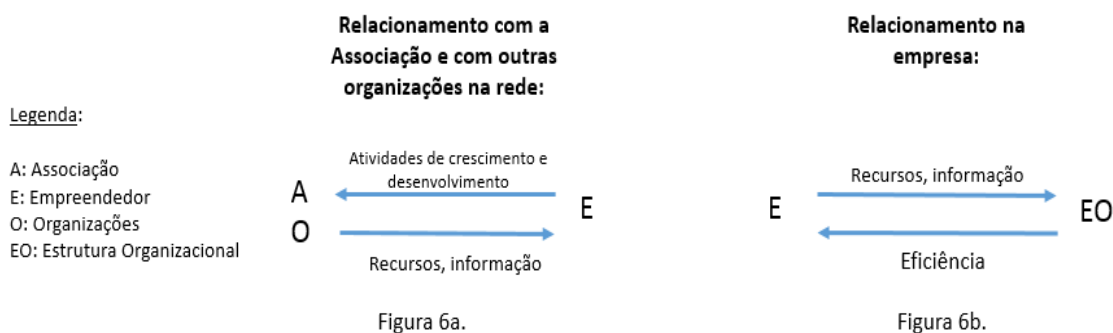 Relacionamento com a
Associação e com outras
organizações na rede:
Relacionamento na
empresa:
Legenda:
A: Associação
E: Empreendedor
O: Organizações
EO: Estrutura Organizacional
Atividades de crescimento e
desenvolvimento
A
O
E
Recursos, informação
Figura 6a.
Recursos, informação
E
EO
Eficiência
Figura 6b.